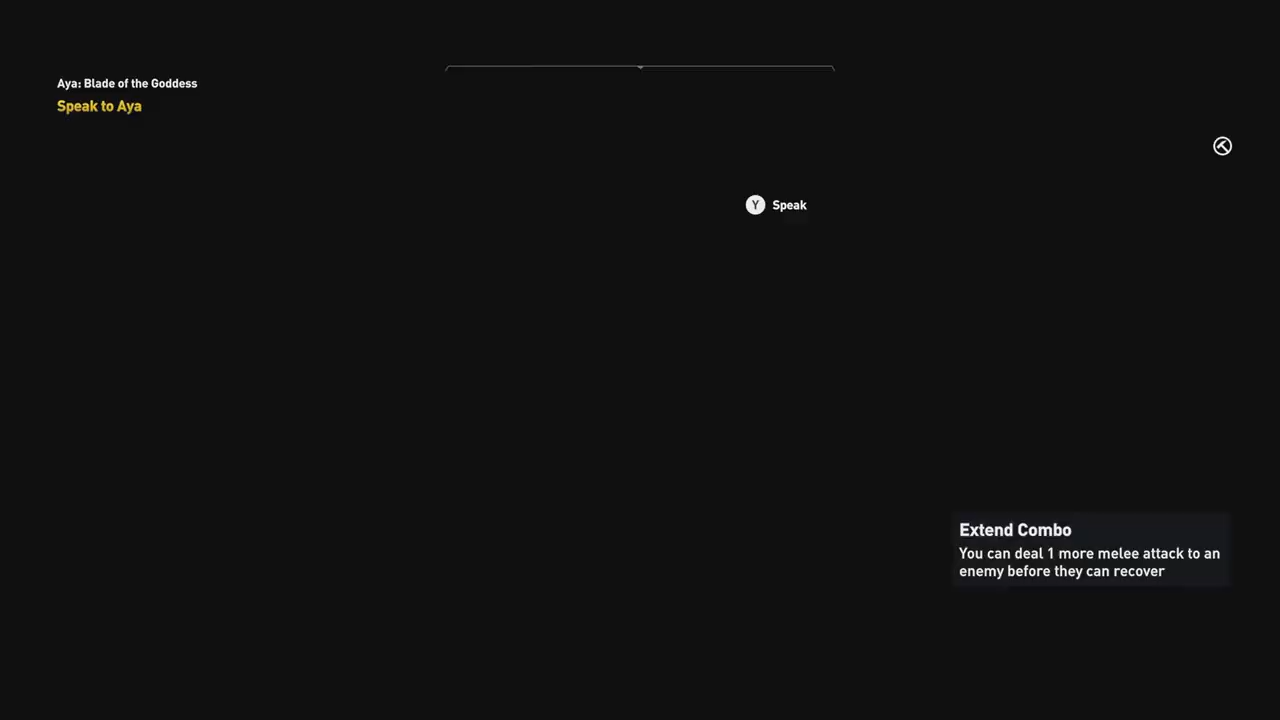 Aya: Blade of the Goddess
Speak to Aya
Y Speak
Extend Combo
You can deal 1 more melee attack to an
enemy before they can recover